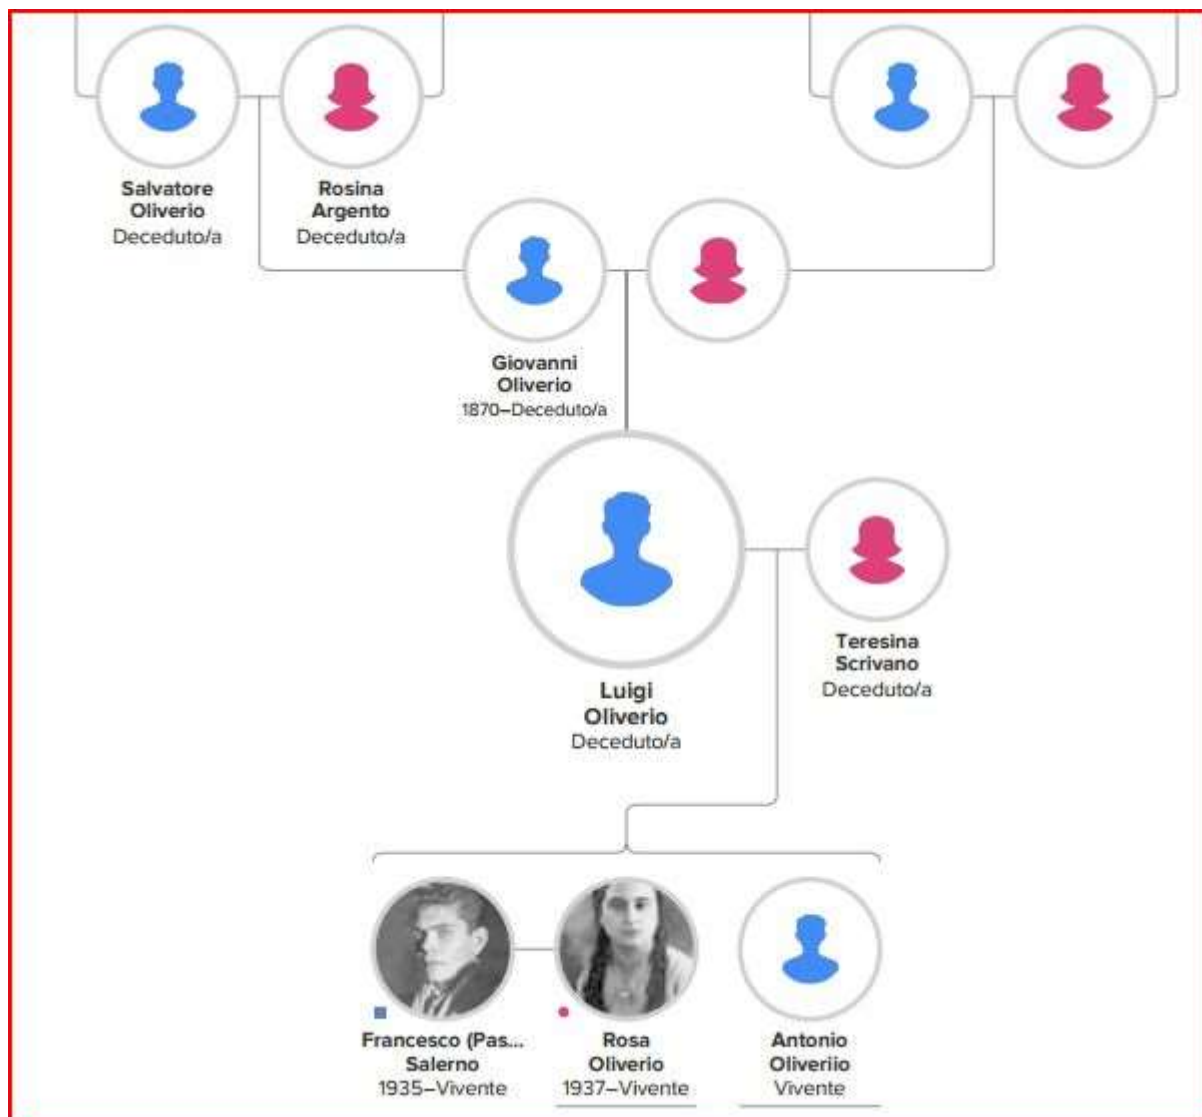 Salvatore
Oliverio
Deceduto/a
Rosina
Argento
Deceduto/a
Giovanni
Oliverio
1870–Deceduto/a
Luigi
Oliverio
Deceduto/a
Teresina
Scrivano
Deceduto/a
Francesco (Pas...
Salerno
1935–Vivente
Rosa
Oliverio
1937–Vivente
Antonio
Oliveriio
Vivente